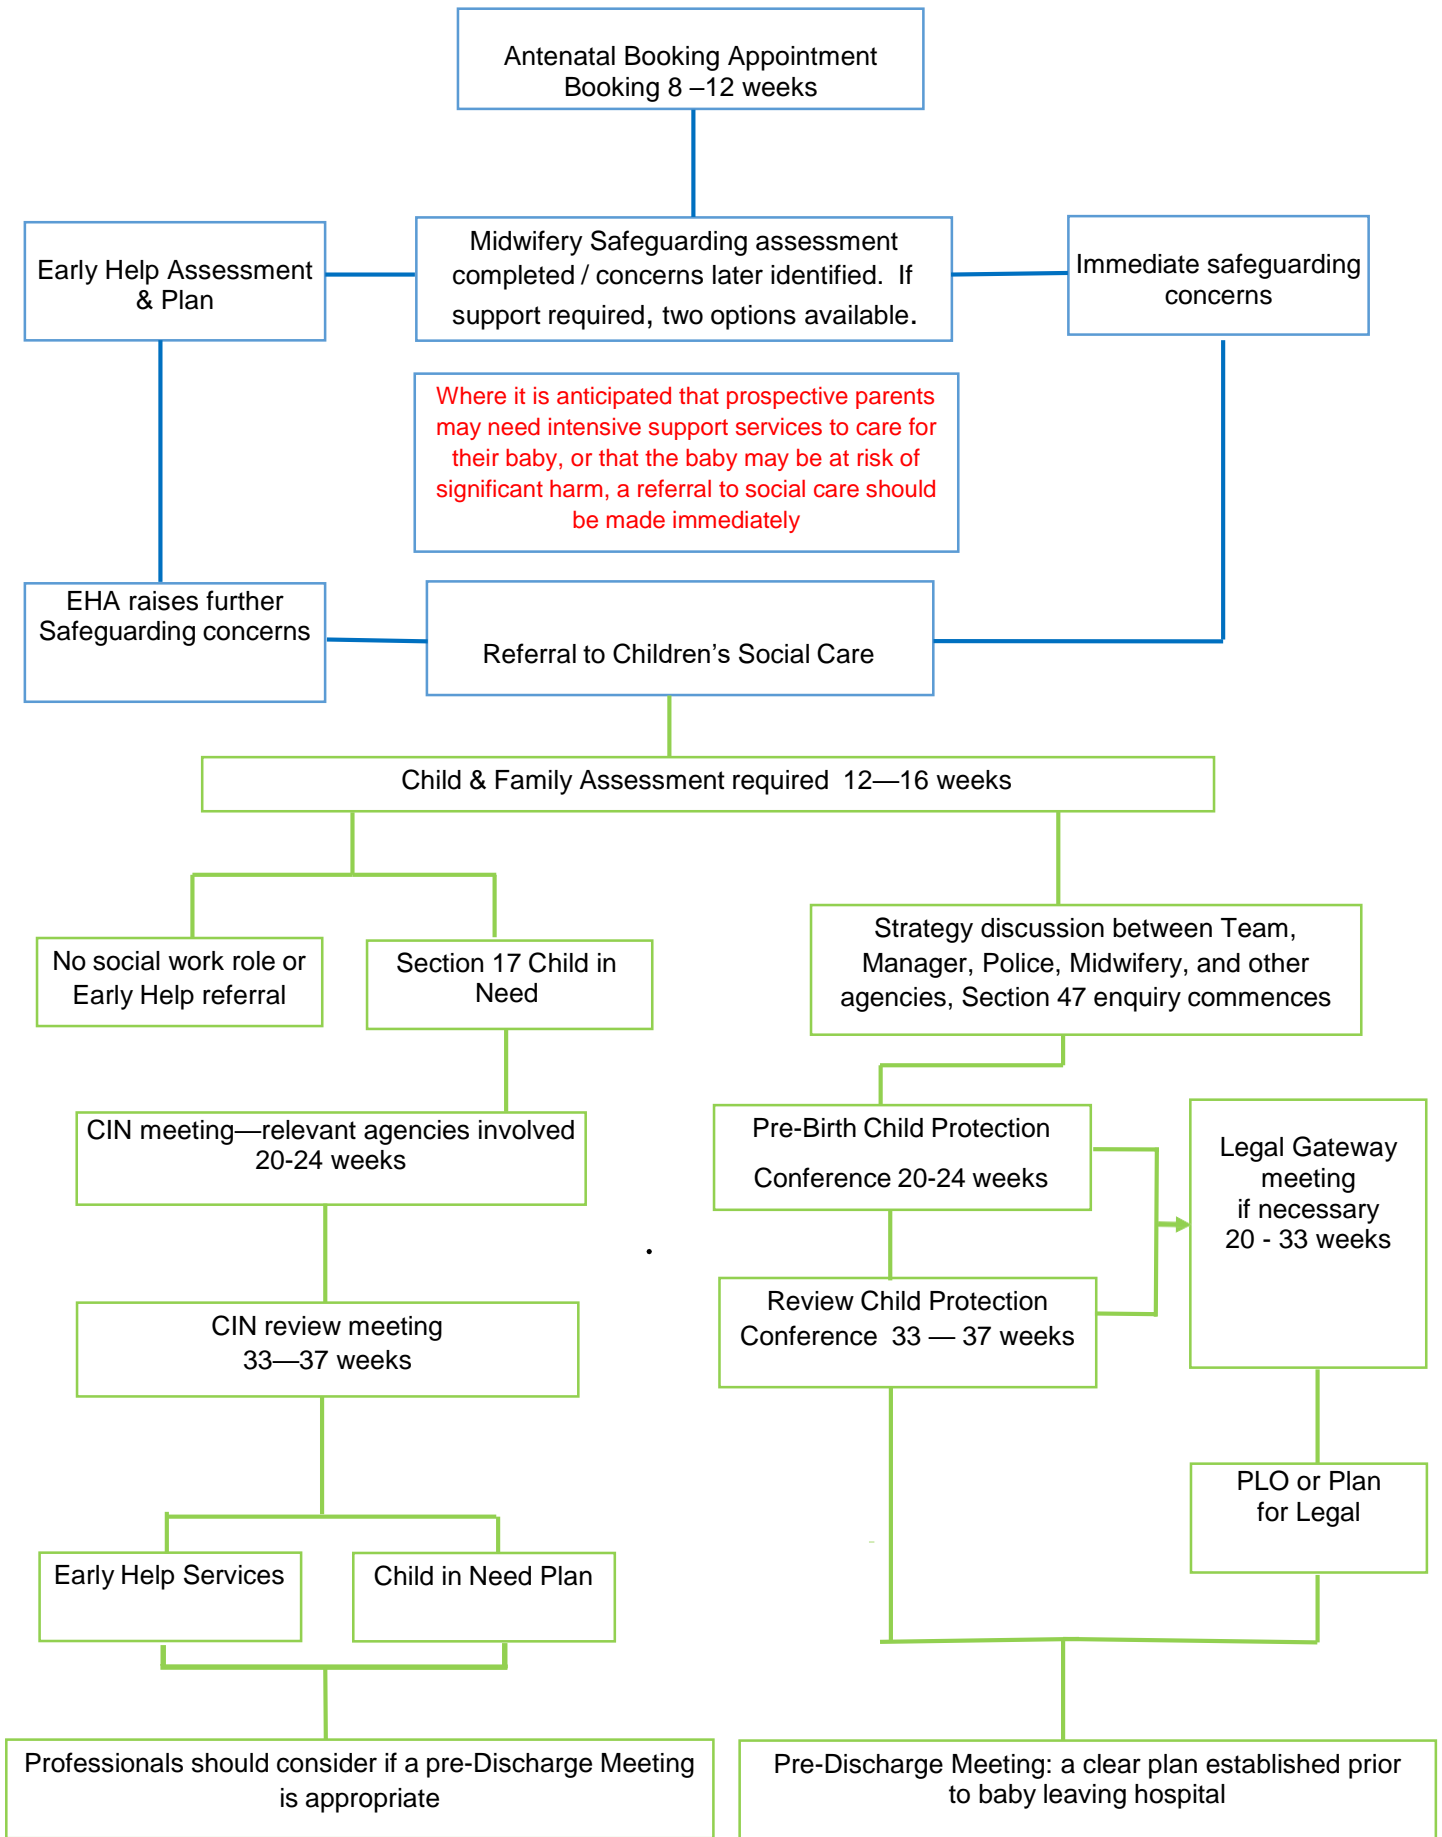 Antenatal Booking Appointment
Booking 8 –12 weeks
Early Help Assessment
& Plan
Midwifery Safeguarding assessment
completed / concerns later identified. If
support required, two options available.
Immediate safeguarding
concerns
Where it is anticipated that prospective parents
may need intensive support services to care for
their baby, or that the baby may be at risk of
significant harm, a referral to social care should
be made immediately
EHA raises further
Safeguarding concerns
Referral to Children’s Social Care
Child & Family Assessment required 12—16 weeks
No social work role or
Early Help referral
Section 17 Child in
Need
Strategy discussion between Team,
Manager, Police, Midwifery, and other
agencies, Section 47 enquiry commences
CIN meeting—relevant agencies involved
20-24 weeks
Pre-Birth Child Protection
Conference 20-24 weeks
Legal Gateway
meeting
if necessary
20 - 33 weeks
CIN review meeting
33—37 weeks
Review Child Protection
Conference 33 — 37 weeks
PLO or Plan
for Legal
Early Help Services
Child in Need Plan
Professionals should consider if a pre-Discharge Meeting
is appropriate
Pre-Discharge Meeting: a clear plan established prior
to baby leaving hospital